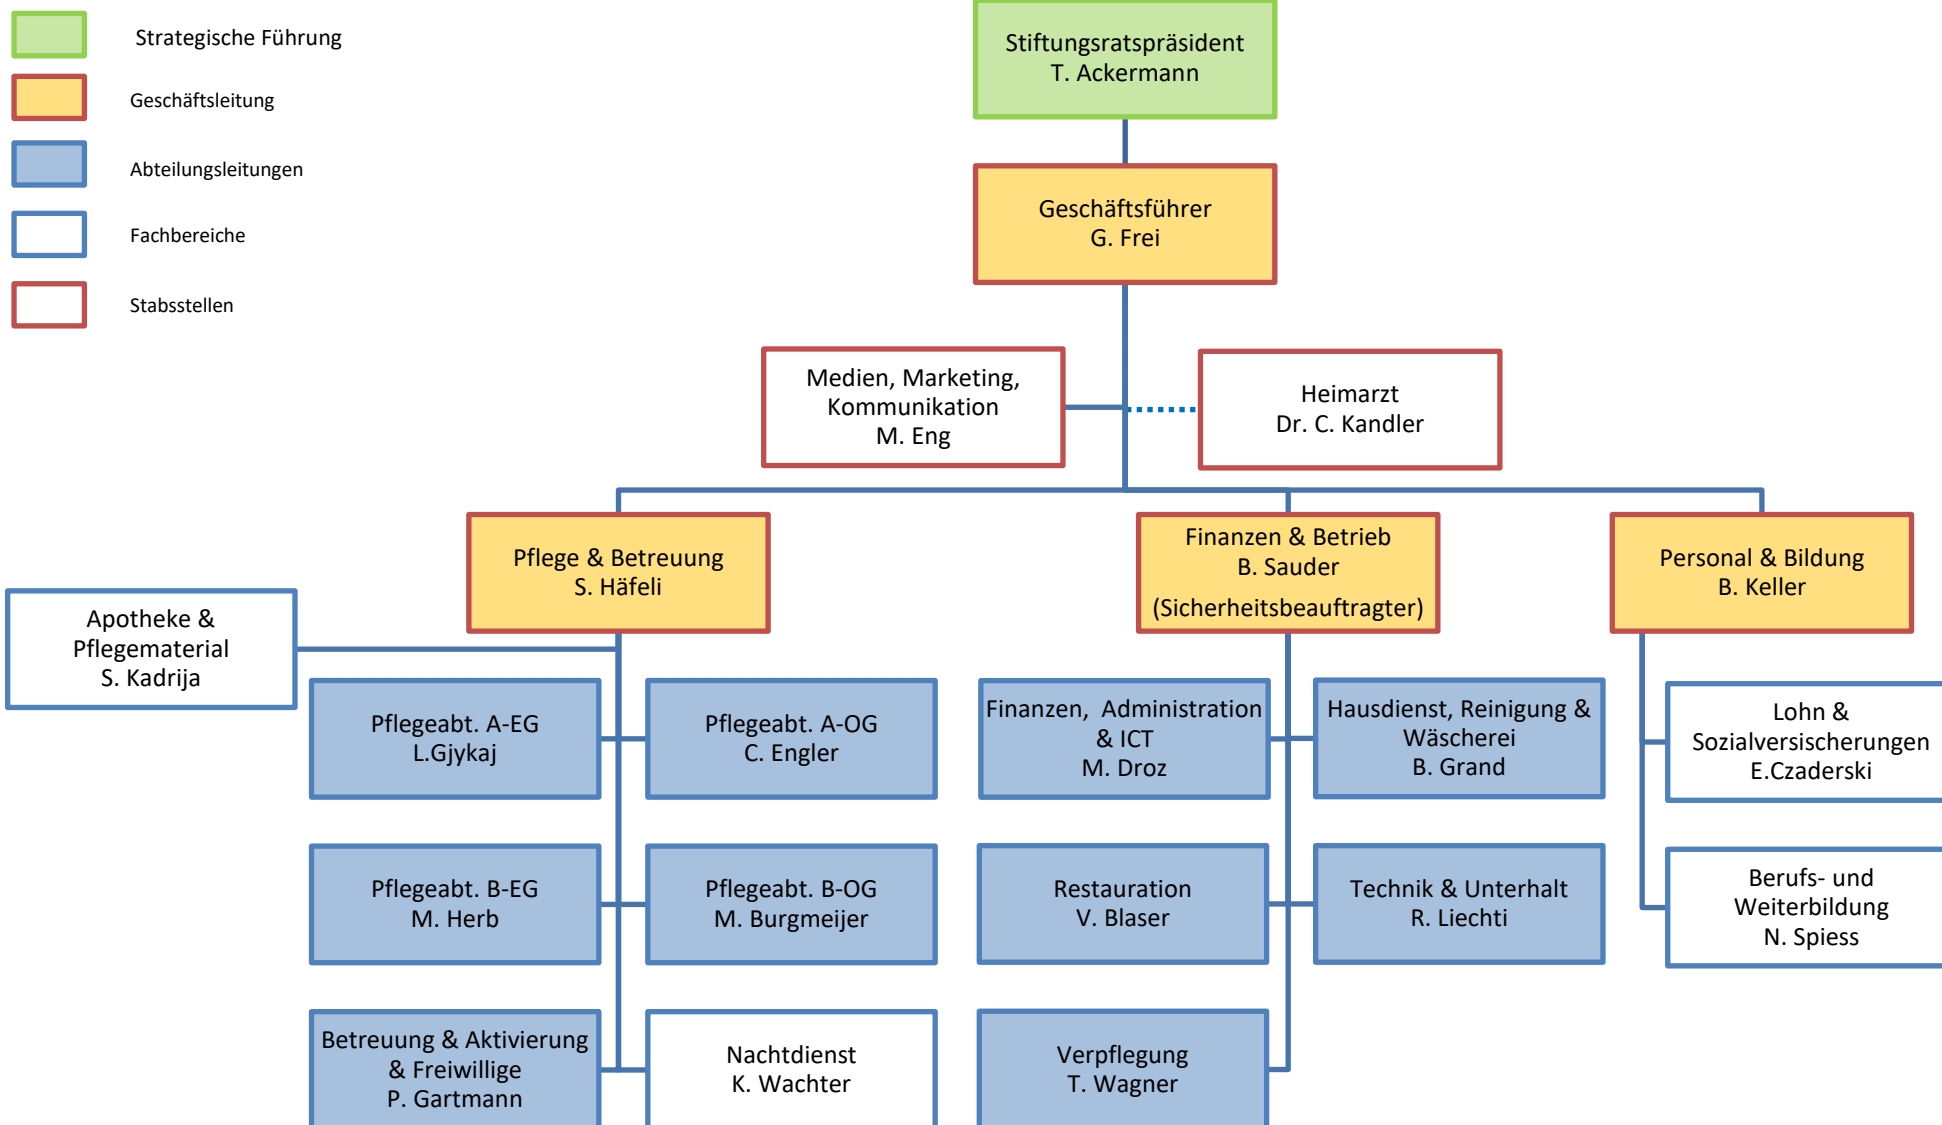 Strategische Führung
Geschäftsleitung
Abteilungsleitungen
Fachbereiche
Stabsstellen
Stiftungsratspräsident
T. Ackermann
Geschäftsführer
G. Frei
Medien, Marketing,
Kommunikation
M. Eng
Heimarzt
Dr. C. Kandler
Pflege & Betreuung
S. Häfeli
Finanzen & Betrieb
B. Sauder
(Sicherheitsbeauftragter)
Personal & Bildung
B. Keller
Apotheke &
Pflegematerial
S. Kadrija
Pflegeabt. A-EG
L.Gjykaj
Pflegeabt. A-OG
C. Engler
Finanzen,  Administration
& ICT
M. Droz
Hausdienst, Reinigung &
Wäscherei
B. Grand
Lohn &
Sozialversischerungen
E.Czaderski
Pflegeabt. B-EG
M. Herb
Pflegeabt. B-OG
M. Burgmeijer
Restauration
V. Blaser
Technik & Unterhalt
R. Liechti
Berufs- und
Weiterbildung
N. Spiess
Betreuung & Aktivierung
& Freiwillige
P. Gartmann
Nachtdienst
K. Wachter
Verpflegung
T. Wagner